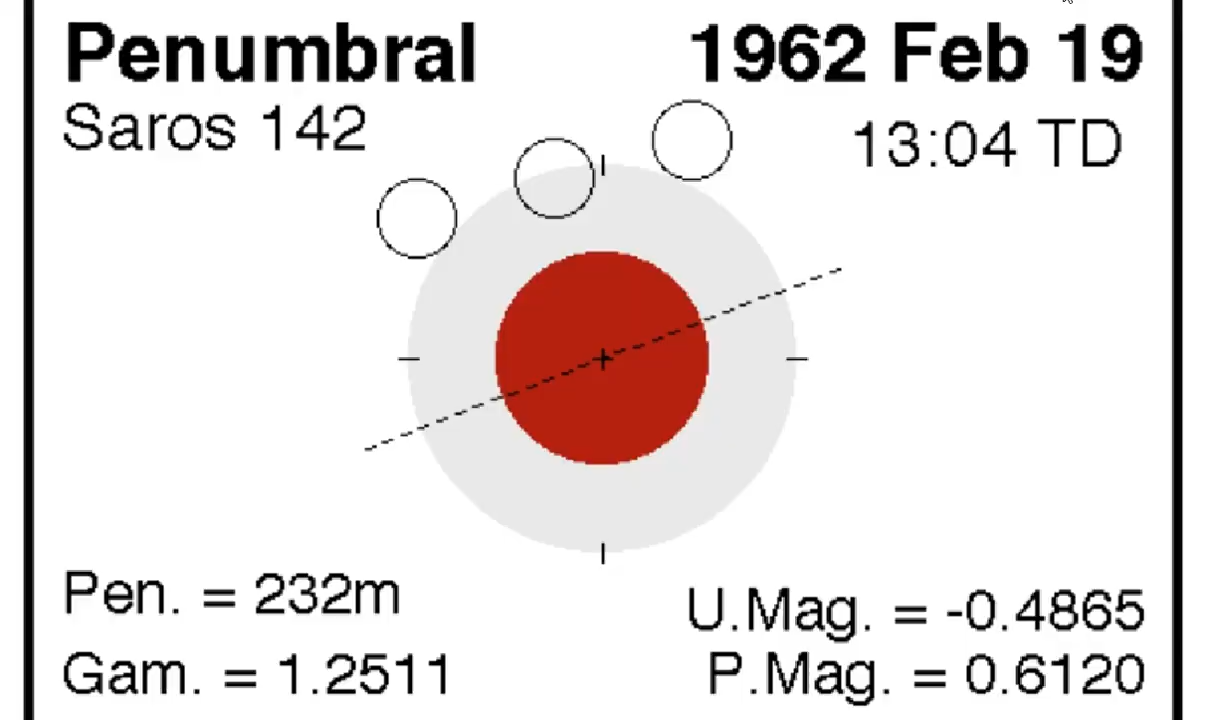 Penumbral 1962 Feb 19
Saros 142 13:04 TD
Pen. = 232m U.Mag. = -0.4865
Gam. = 1.2511 P.Mag. = 0.6120